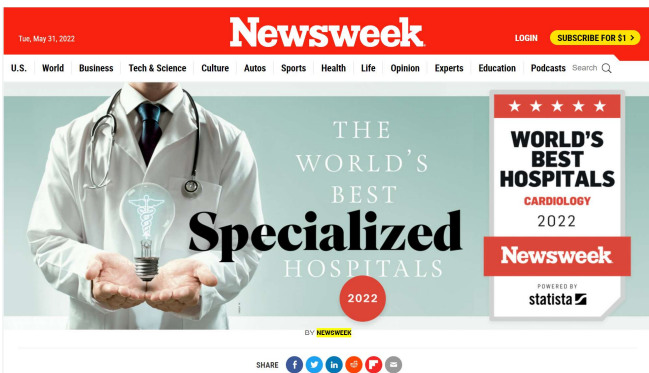 Tue, May 31, 2022
Newsweek
LOGIN
SUBSCRIBE FOR $1 >
U.S. World Business Tech & Science Culture Autos Sports Health Life Opinion Experts Education Podcasts Search
THE
WORLD'S
BEST
Specialized
HOSPITALS
2022
WORLD'S
BEST
HOSPITALS
CARDIOLOGY
2022
Newsweek
POWERED BY
statista
BY NEWSWEEK
SHARE